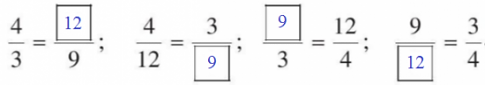 4/3 = 12/9; 4/12 = 3/9; 9/3 = 12/4; 9/12 = 3/4